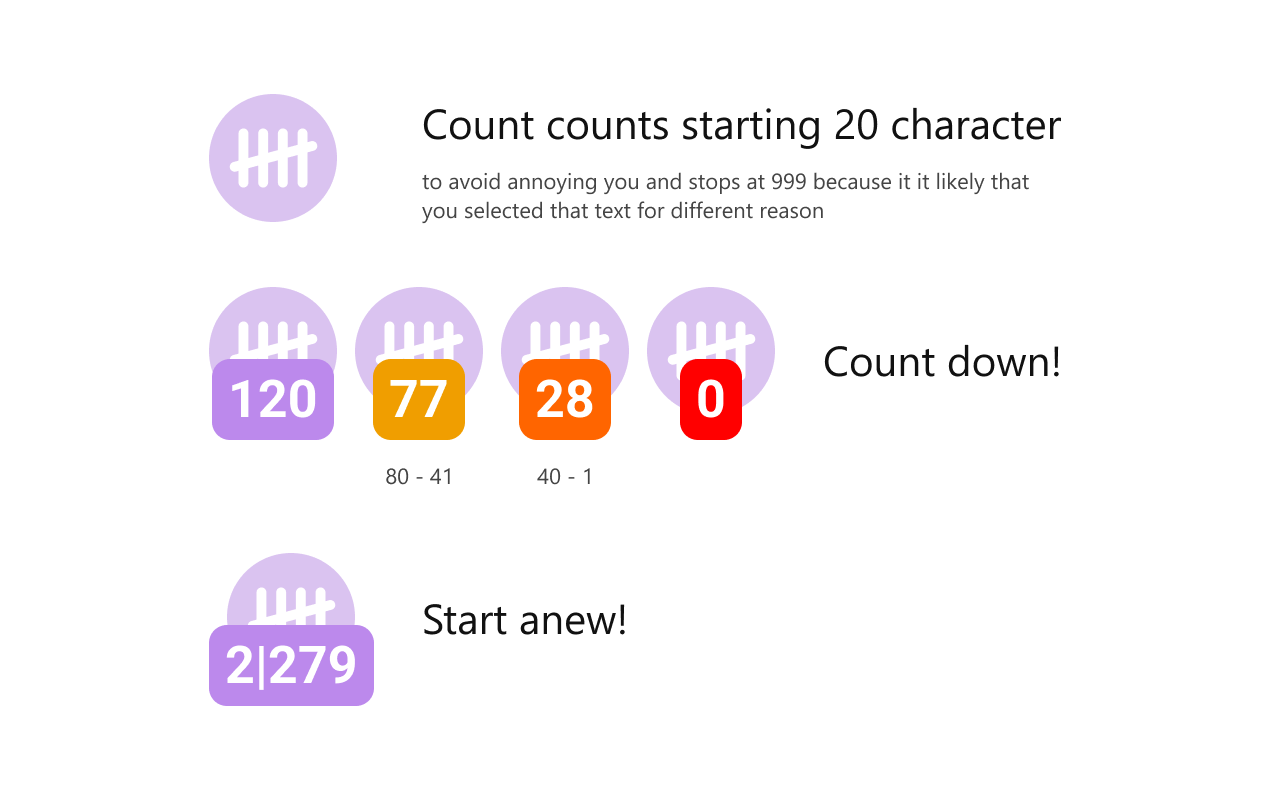 Count counts starting 20 character
to avoid annoying you and stops at 999 because it it likely that
you selected that text for different reason
120 77 28 0
Count down!
80 - 41 40 - 1
2|279
Start anew!